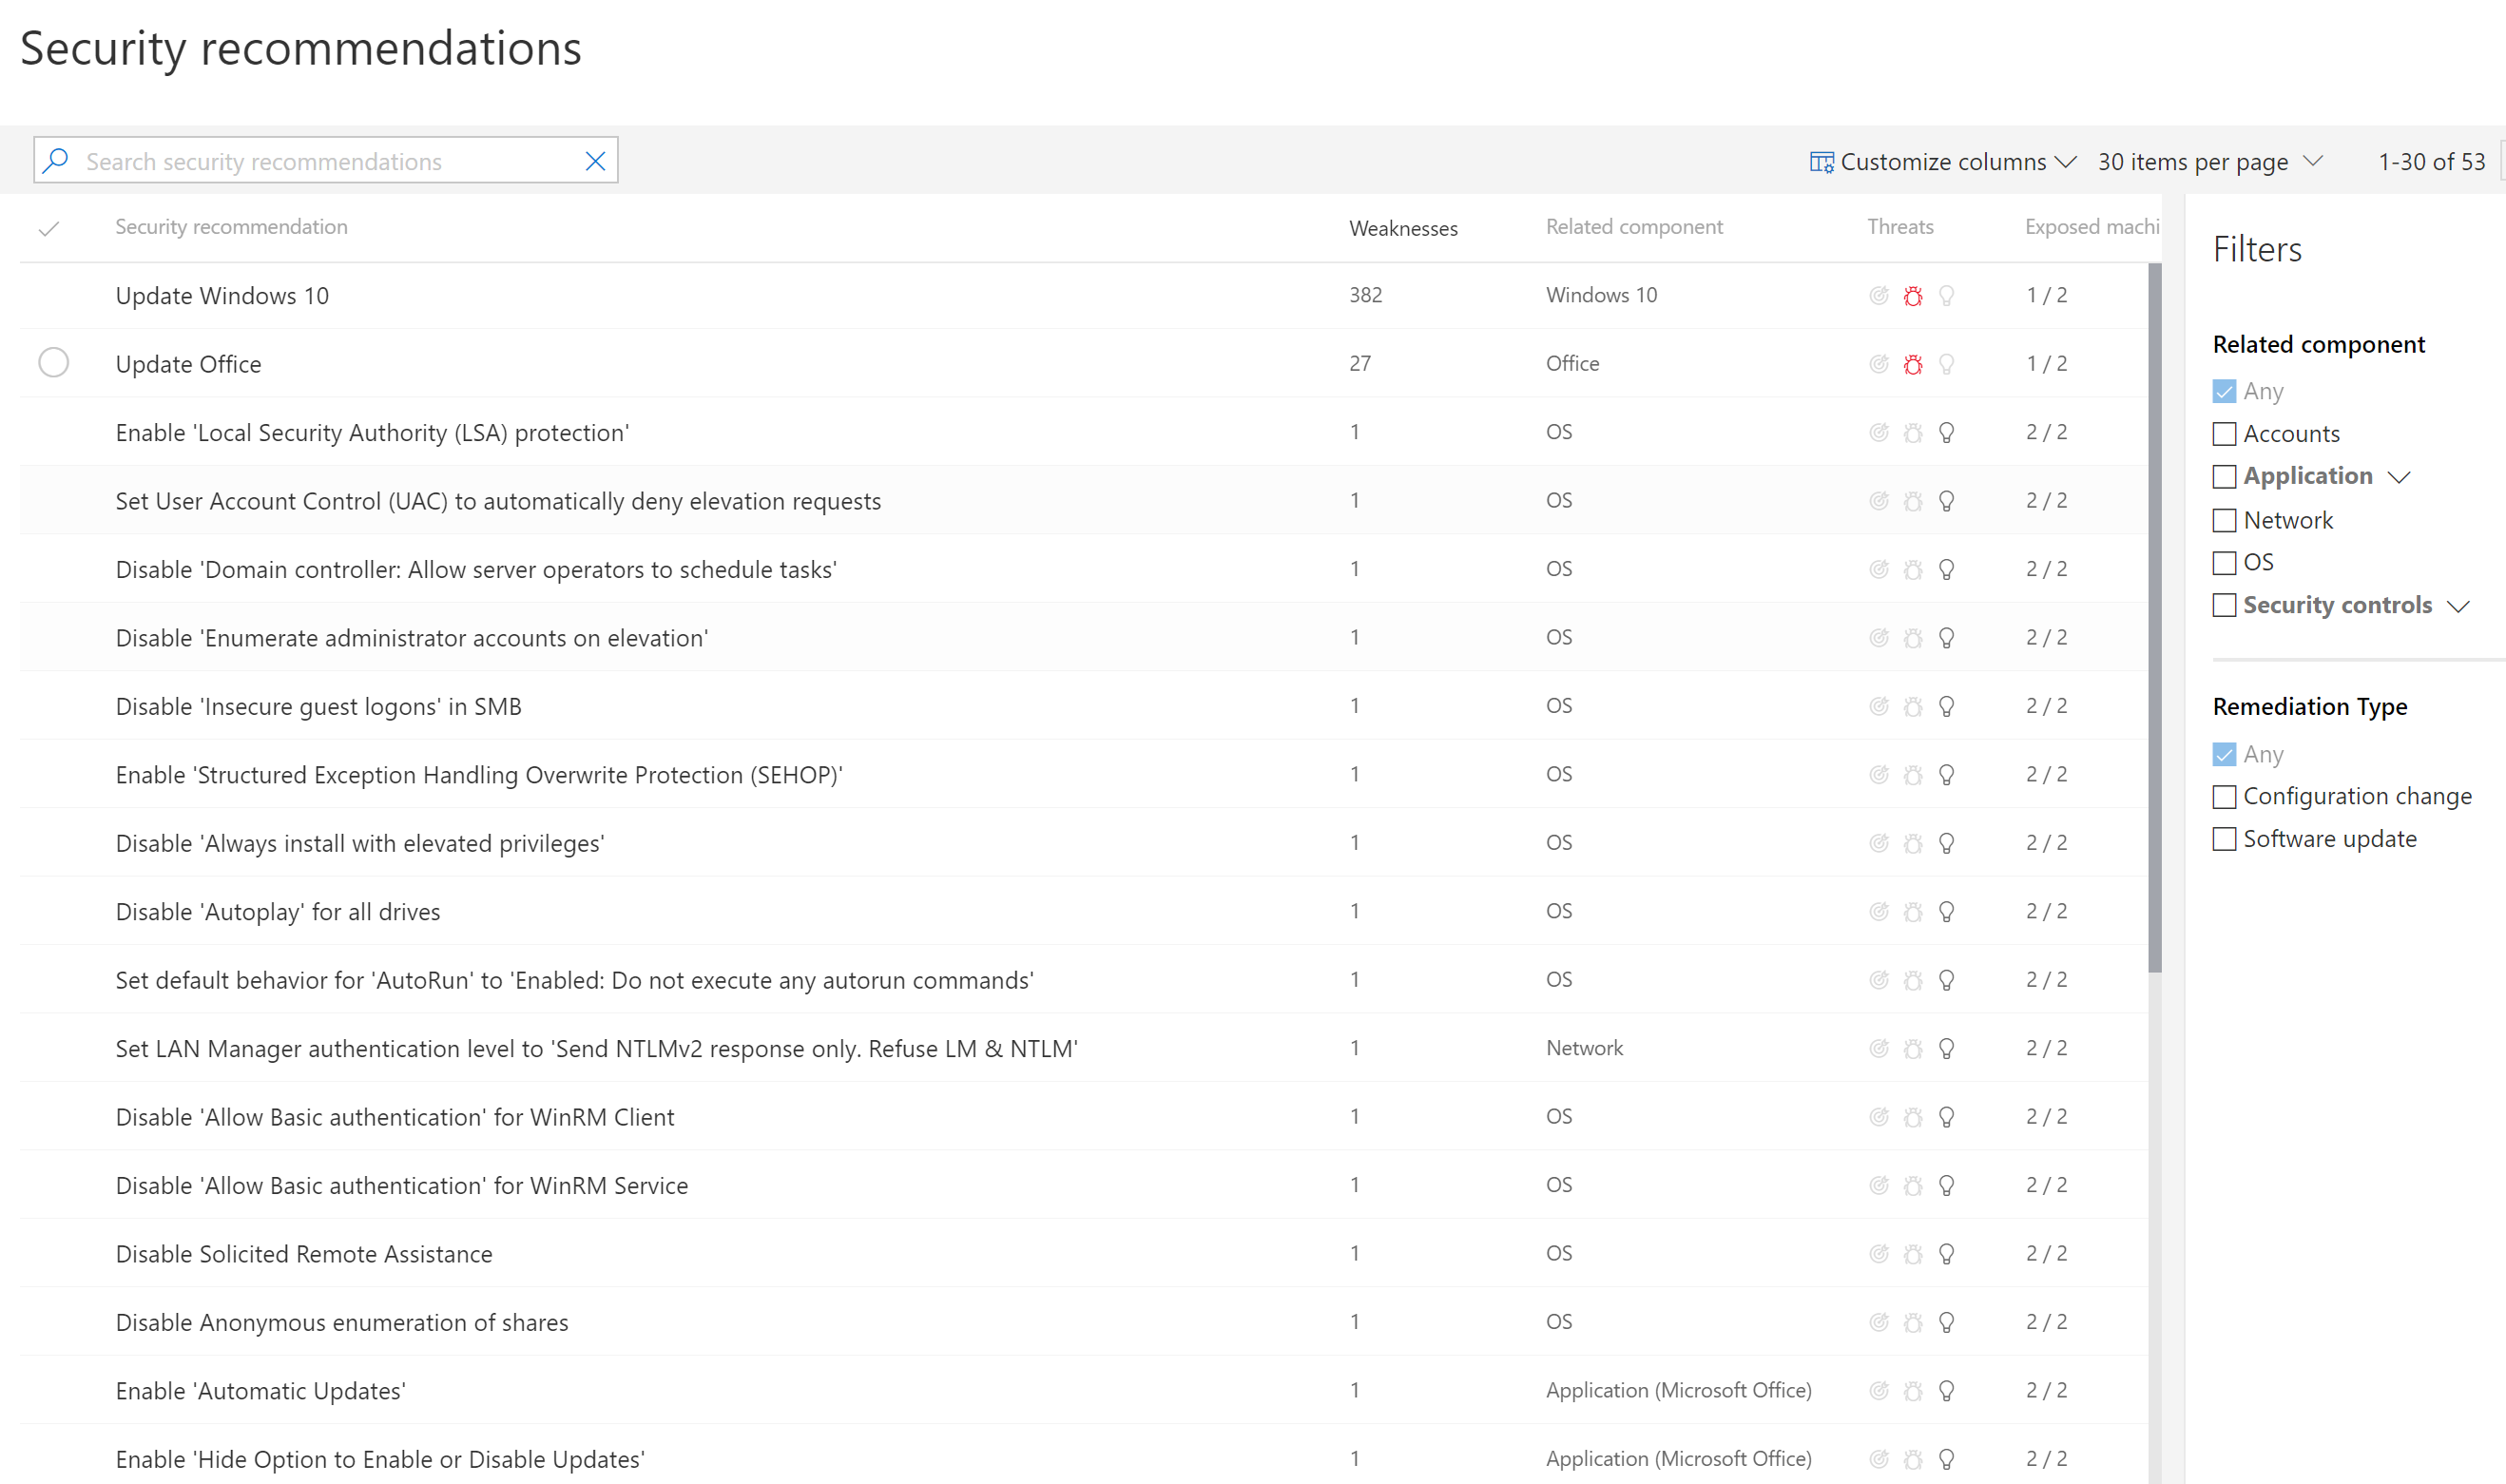 Security recommendations
Search security recommendations
Customize columns 30 items per page 1-30 of 53
Security recommendation Weaknesses Related component Threats Exposed machi
Update Windows 10 382 Windows 10 1 / 2
Update Office 27 Office 1 / 2
Enable 'Local Security Authority (LSA) protection' 1 OS 2 / 2
Set User Account Control (UAC) to automatically deny elevation requests 1 OS 2 / 2
Disable 'Domain controller: Allow server operators to schedule tasks' 1 OS 2 / 2
Disable 'Enumerate administrator accounts on elevation' 1 OS 2 / 2
Disable 'Insecure guest logons' in SMB 1 OS 2 / 2
Enable 'Structured Exception Handling Overwrite Protection (SEHOP)' 1 OS 2 / 2
Disable 'Always install with elevated privileges' 1 OS 2 / 2
Disable 'Autoplay' for all drives 1 OS 2 / 2
Set default behavior for 'AutoRun' to 'Enabled: Do not execute any autorun commands' 1 OS 2 / 2
Set LAN Manager authentication level to 'Send NTLMv2 response only. Refuse LM & NTLM' 1 Network 2 / 2
Disable 'Allow Basic authentication' for WinRM Client 1 OS 2 / 2
Disable 'Allow Basic authentication' for WinRM Service 1 OS 2 / 2
Disable Solicited Remote Assistance 1 OS 2 / 2
Disable Anonymous enumeration of shares 1 OS 2 / 2
Enable 'Automatic Updates' 1 Application (Microsoft Office) 2 / 2
Enable 'Hide Option to Enable or Disable Updates' 1 Application (Microsoft Office) 2 / 2
Filters
Related component
Any
Accounts
Application
Network
OS
Security controls
Remediation Type
Any
Configuration change
Software update